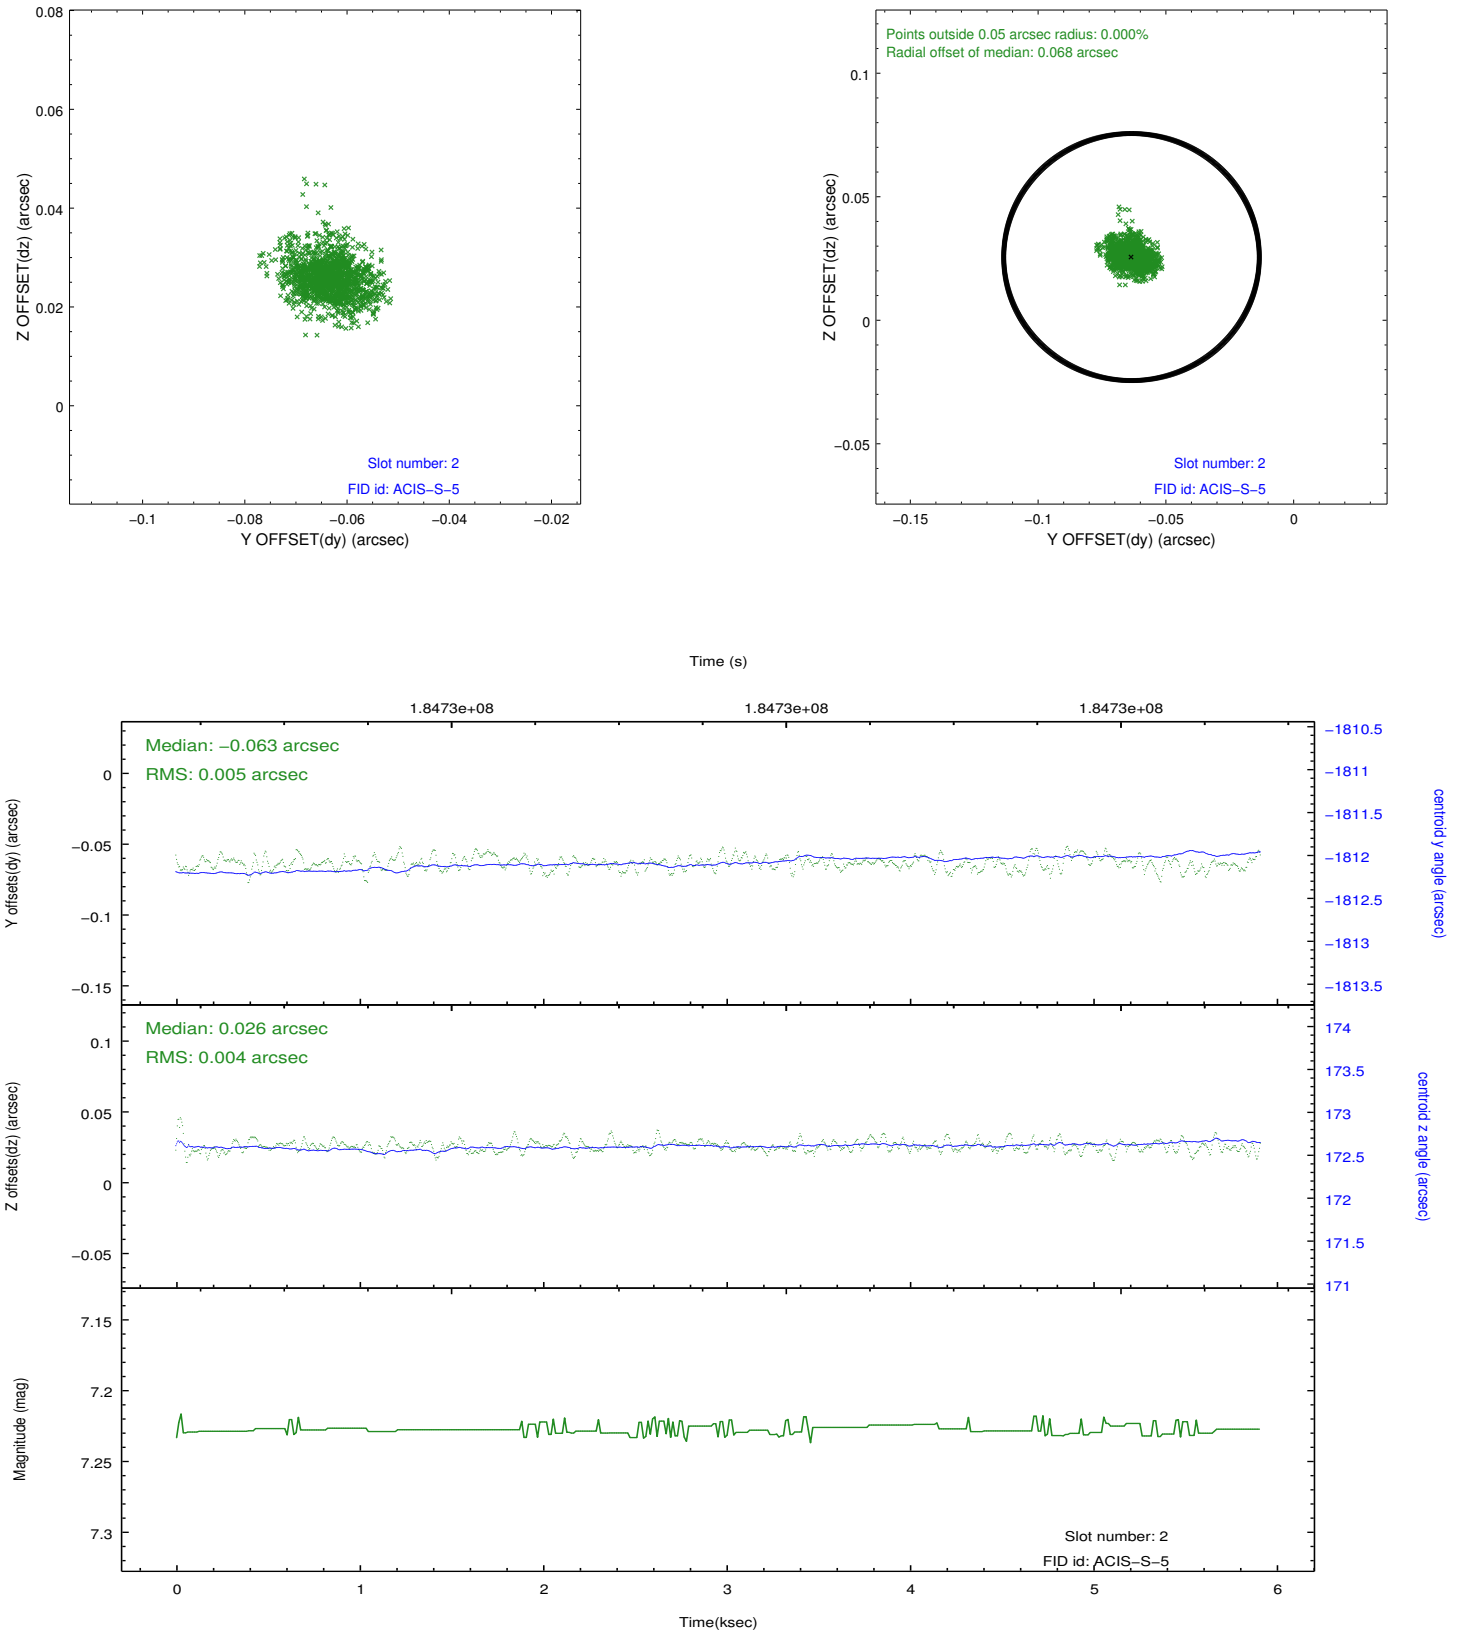 0.08
0.06
0.04
0.02
0
Z OFFSET(dz) (arcsec)
Slot number: 2
FID id: ACIS−S−5
−0.1 −0.08 −0.06 −0.04 −0.02
Y OFFSET(dy) (arcsec)
Points outside 0.05 arcsec radius: 0.000%
Radial offset of median: 0.068 arcsec
0.1
0.05
0
−0.05
Z OFFSET(dz) (arcsec)
Slot number: 2
FID id: ACIS−S−5
−0.15 −0.1 −0.05 0
Y OFFSET(dy) (arcsec)
Time (s)
1.8473e+08 1.8473e+08 1.8473e+08
Median: −0.063 arcsec
RMS: 0.005 arcsec
0
−0.05
−0.1
−0.15
Y offsets(dy) (arcsec)
−1810.5
−1811
−1811.5
−1812
−1812.5
−1813
−1813.5
centroid y angle (arcsec)
Median: 0.026 arcsec
RMS: 0.004 arcsec
0.1
0.05
0
−0.05
Z offsets(dz) (arcsec)
174
173.5
173
172.5
172
171.5
171
centroid z angle (arcsec)
7.15
7.2
7.25
7.3
Magnitude (mag)
Slot number: 2
FID id: ACIS−S−5
0 1 2 3 4 5 6
Time(ksec)